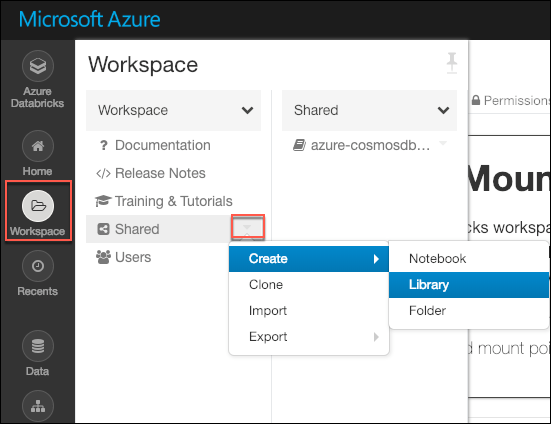 Microsoft Azure
Azure
Databricks
Home
Workspace
Recents
Data
Workspace
Workspace
Documentation
Release Notes
Training & Tutorials
Shared
Users
Shared
azure-cosmosdb...
Create
Clone
Import
Export
Notebook
Library
Folder
Permissions
Moun
cks workspa
d mount poi